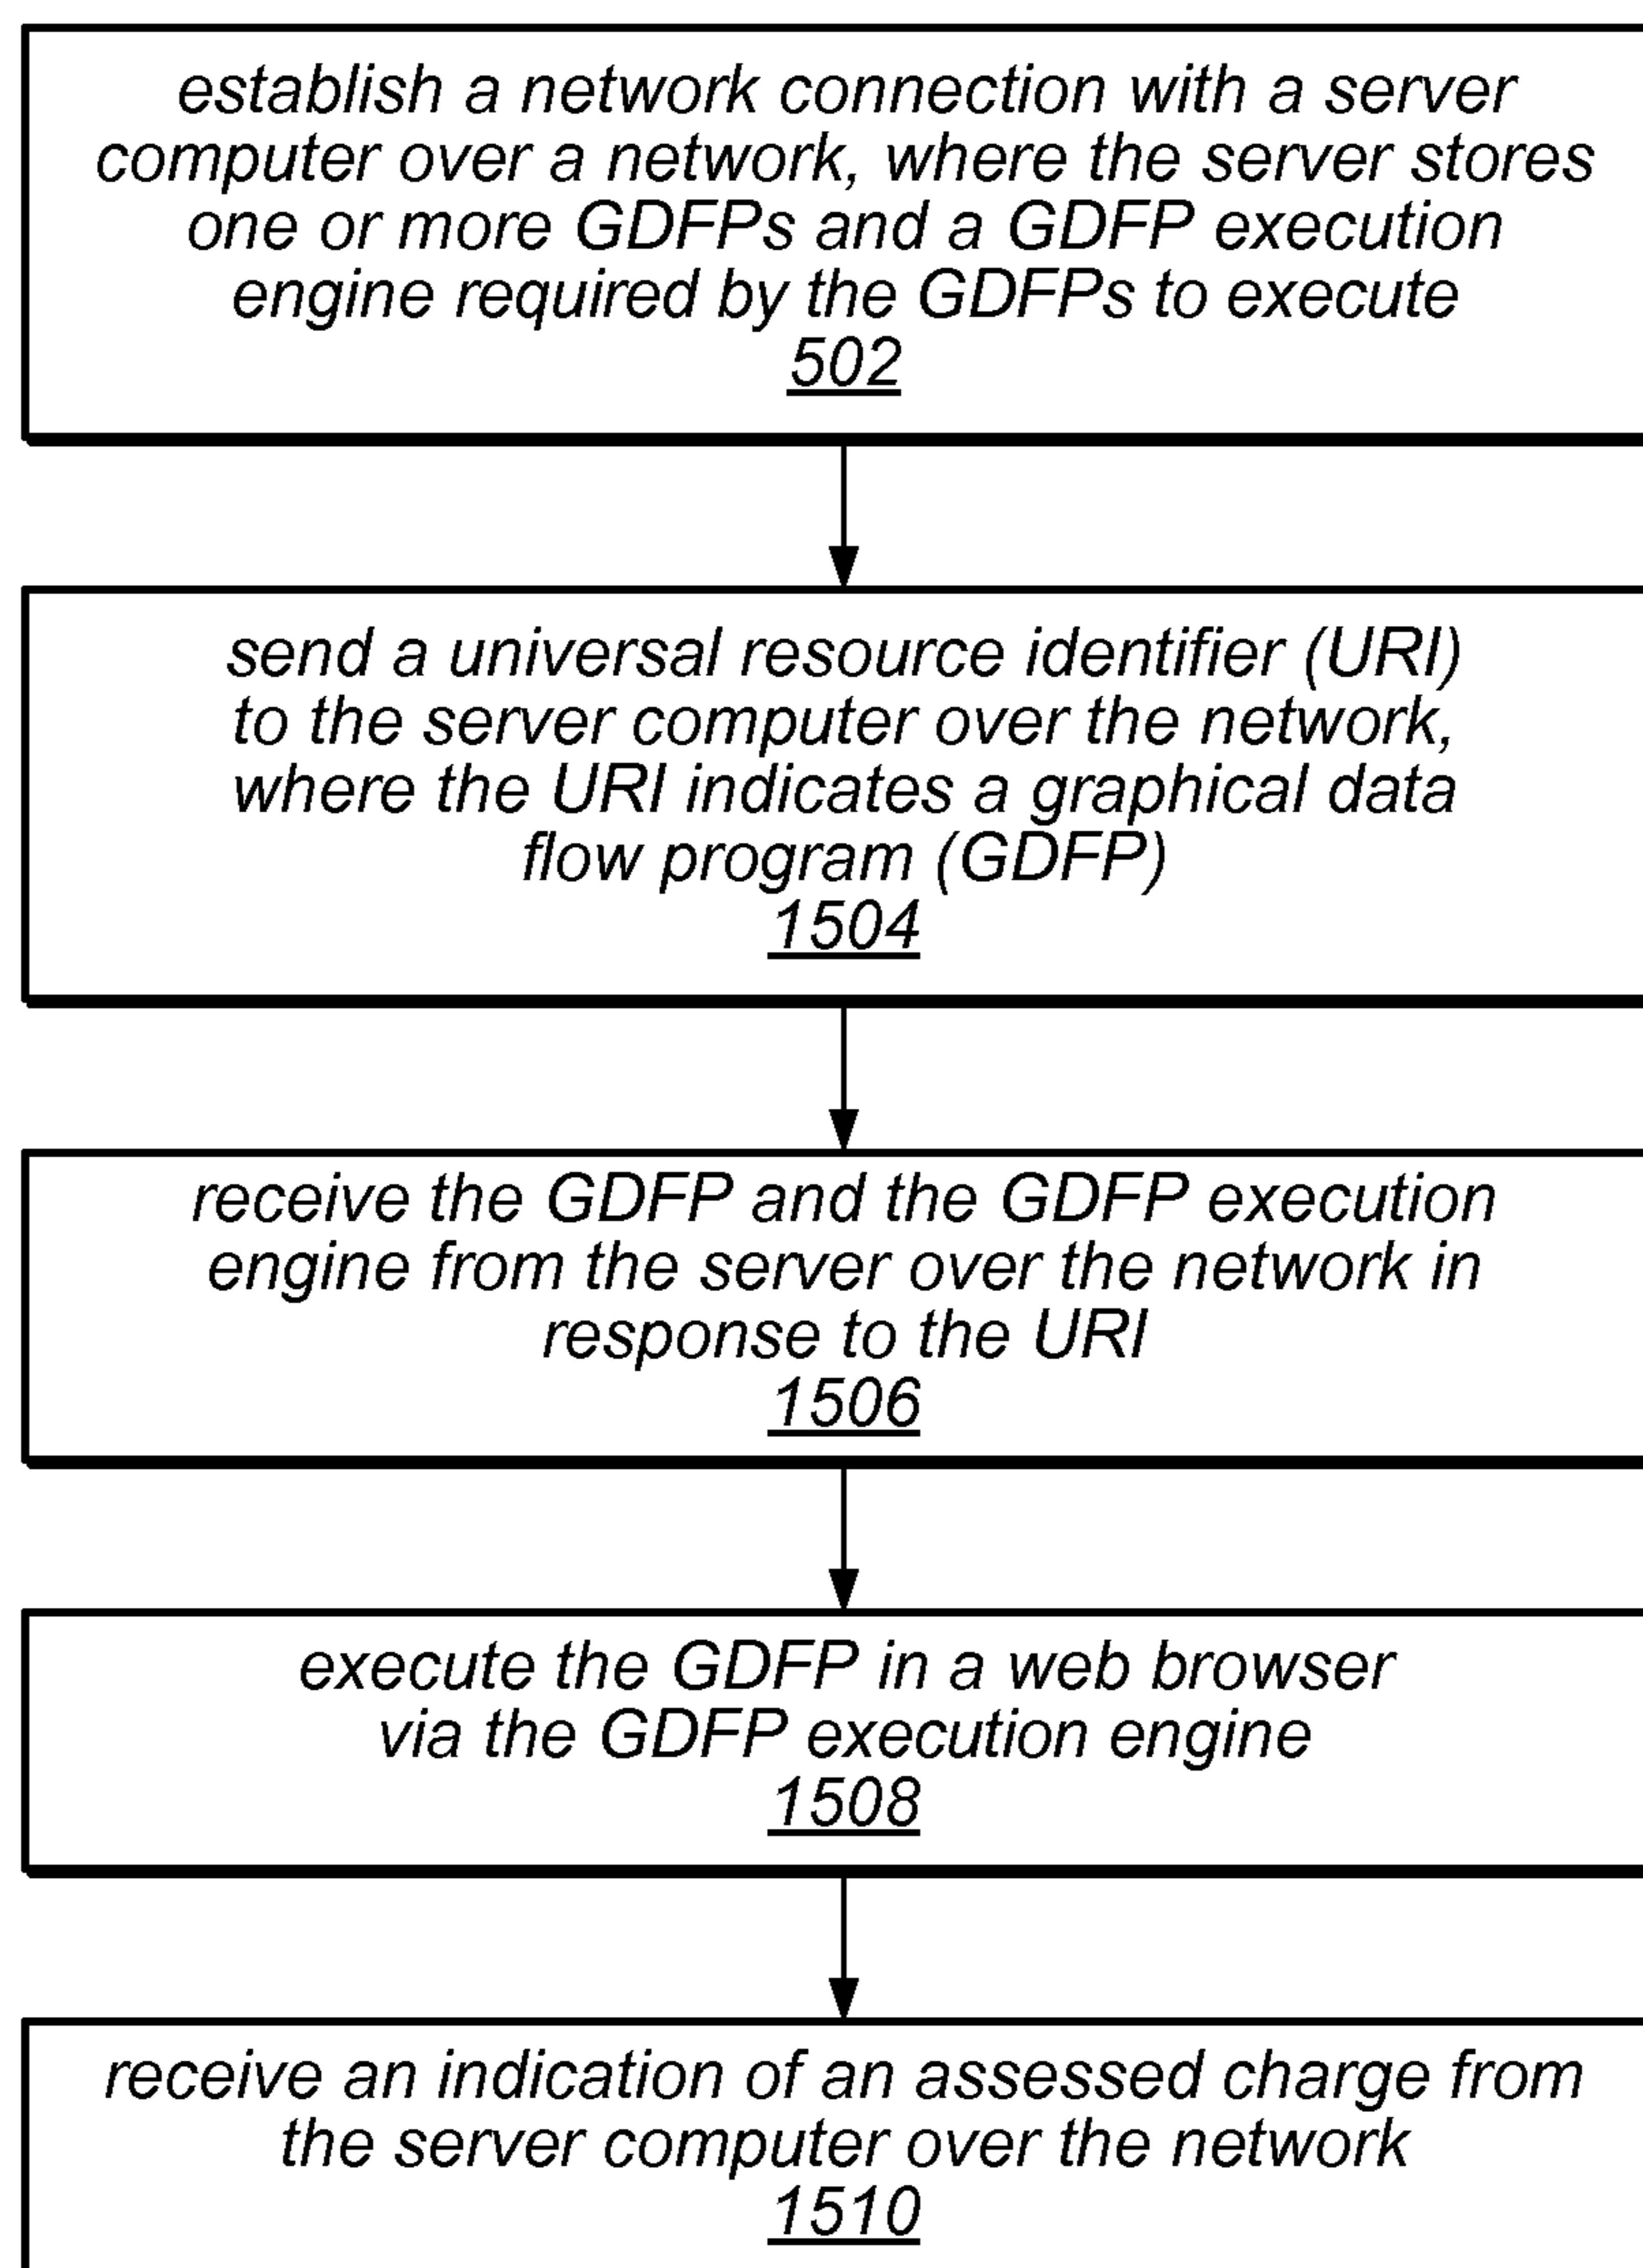 establish a network connection with a server
computer over a network, where the server stores
one or more GDFPs and a GDFP execution
engine required by the GDFPs to execute
502
send a universal resource identifier (URI)
to the server computer over the network,
where the URI indicates a graphical data
flow program (GDFP)
1504
receive the GDFP and the GDFP execution
engine from the server over the network in
response to the URI
1506
execute the GDFP in a web browser
via the GDFP execution engine
1508
receive an indication of an assessed charge from
the server computer over the network
1510